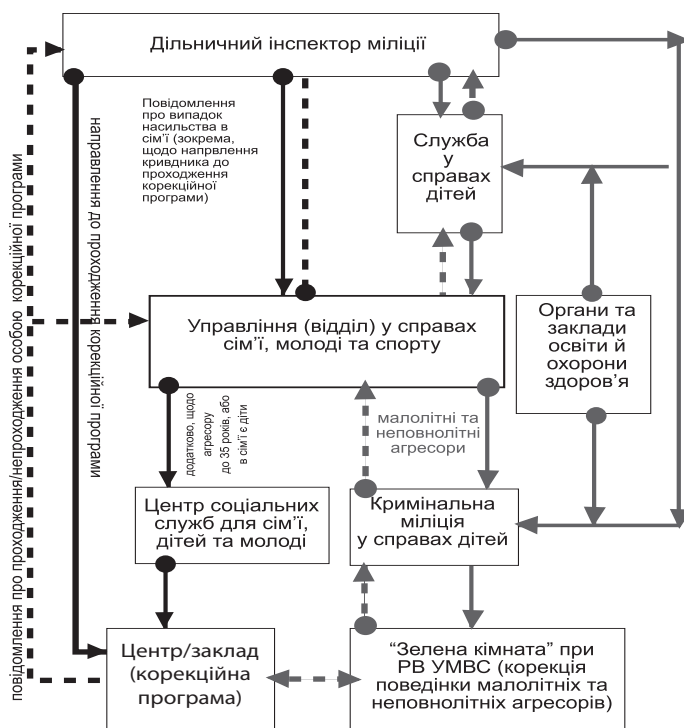 Дільничний інспектор міліції
повідомлення про проходження/непроходження особою  корекційної програми
направлення до проходження корекційної програми
Повідомлення
про випадок
насильства в
сім’ї (зокрема,
щодо напрвлення
кривдника до
проходження
корекційної
програми)
Служба
у
справах
дітей
Управління (відділ) у справах
сім’ї, молоді та спорту
Органи та
заклади
освіти й
охорони
здоров’я
додатково, щодо
агресору
до 35 років, або
в сім’ї є діти
малолітні та
неповнолітні
агресори
Центр соціальних
служб для сім’ї,
дітей та молоді
Кримінальна
міліція
у справах дітей
Центр/заклад
(корекційна
програма)
“Зелена кімната” при
РВ УМВС (корекція
поведінки малолітніх та
неповнолітніх агресорів)